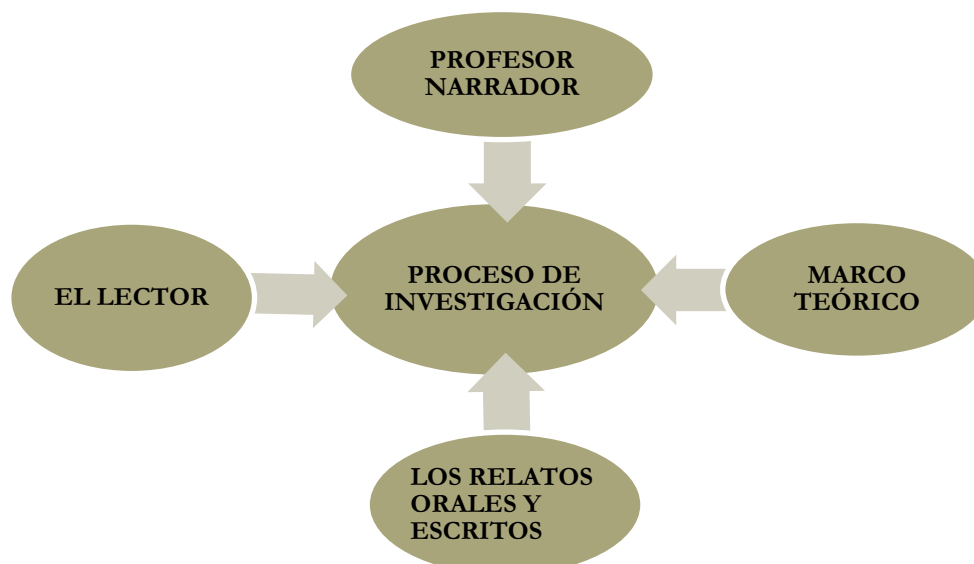 PROFESOR
NARRADOR
EL LECTOR
PROCESO DE
INVESTIGACIÓN
MARCO
TEÓRICO
LOS RELATOS
ORALES Y
ESCRITOS